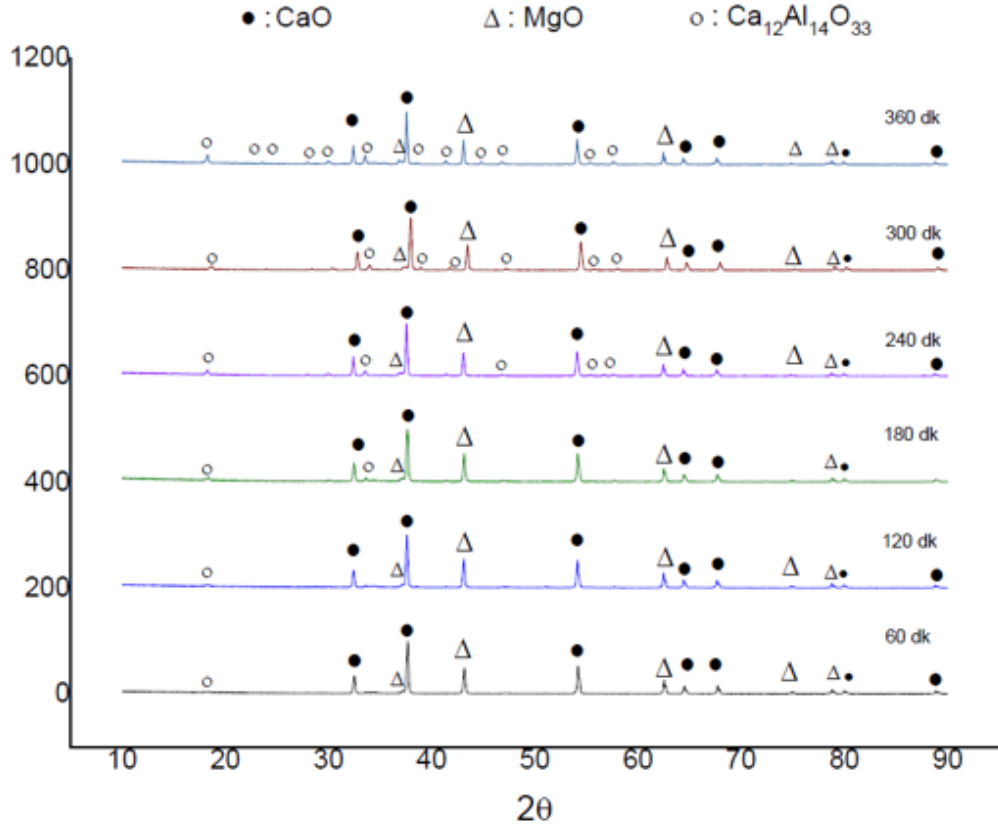 ● : CaO   Δ : MgO   ○ : Ca₁₂Al₁₄O₃₃
1200
360 dk
1000
300 dk
800
240 dk
600
180 dk
400
120 dk
200
60 dk
0
10 20 30 40 50 60 70 80 90
2θ